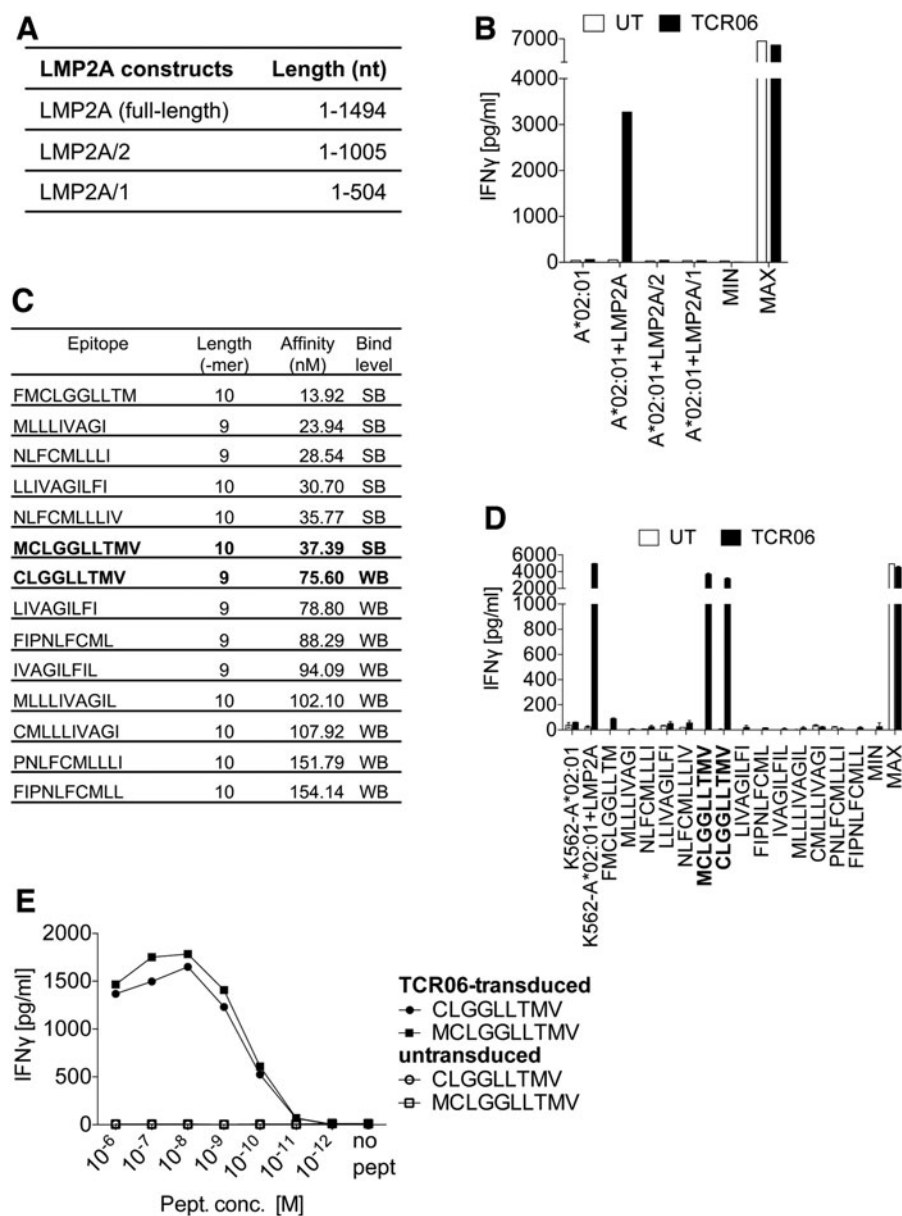 A
LMP2A constructs Length (nt)
LMP2A (full-length) 1-1494
LMP2A/2 1-1005
LMP2A/1 1-504
B
UT TCR06
IFNγ [pg/ml]
7000
4000
3000
2000
1000
0
A*02:01
A*02:01+LMP2A
A*02:01+LMP2A/2
A*02:01+LMP2A/1
MIN
MAX
C
Epitope Length (-mer) Affinity (nM) Bind level
FMCLGGLLTM 10 13.92 SB
MLLLIVAGI 9 23.94 SB
NLFCMLLLI 9 28.54 SB
LLIVAGILFI 10 30.70 SB
NLFCMLLLIV 10 35.77 SB
MCLGGLLTMV 10 37.39 SB
CLGGLLTMV 9 75.60 WB
LIVAGILFI 9 78.80 WB
FIPNLFCML 9 88.29 WB
IVAGILFIL 9 94.09 WB
MLLLIVAGIL 10 102.10 WB
CMLLLIVAGI 10 107.92 WB
PNLFCMLLLI 10 151.79 WB
FIPNLFCMLL 10 154.14 WB
D
UT TCR06
IFNγ [pg/ml]
6000
4000
2000
1000
800
600
400
200
0
K562-A*02:01
K562-A*02:01+LMP2A
FMCLGGLLTM
MLLLIVAGI
NLFCMLLLI
LLIVAGILFI
NLFCMLLLIV
MCLGGLLTMV
CLGGLLTMV
LIVAGILFI
FIPNLFCML
IVAGILFIL
MLLLIVAGIL
CMLLLIVAGI
PNLFCMLLLI
FIPNLFCMLL
MIN
MAX
E
IFNγ [pg/ml]
2000
1500
1000
500
0
10-6
10-7
10-8
10-9
10-10
10-11
10-12
no pept
Pept. conc. [M]
TCR06-transduced
CLGGLLTMV
MCLGGLLTMV
untransduced
CLGGLLTMV
MCLGGLLTMV